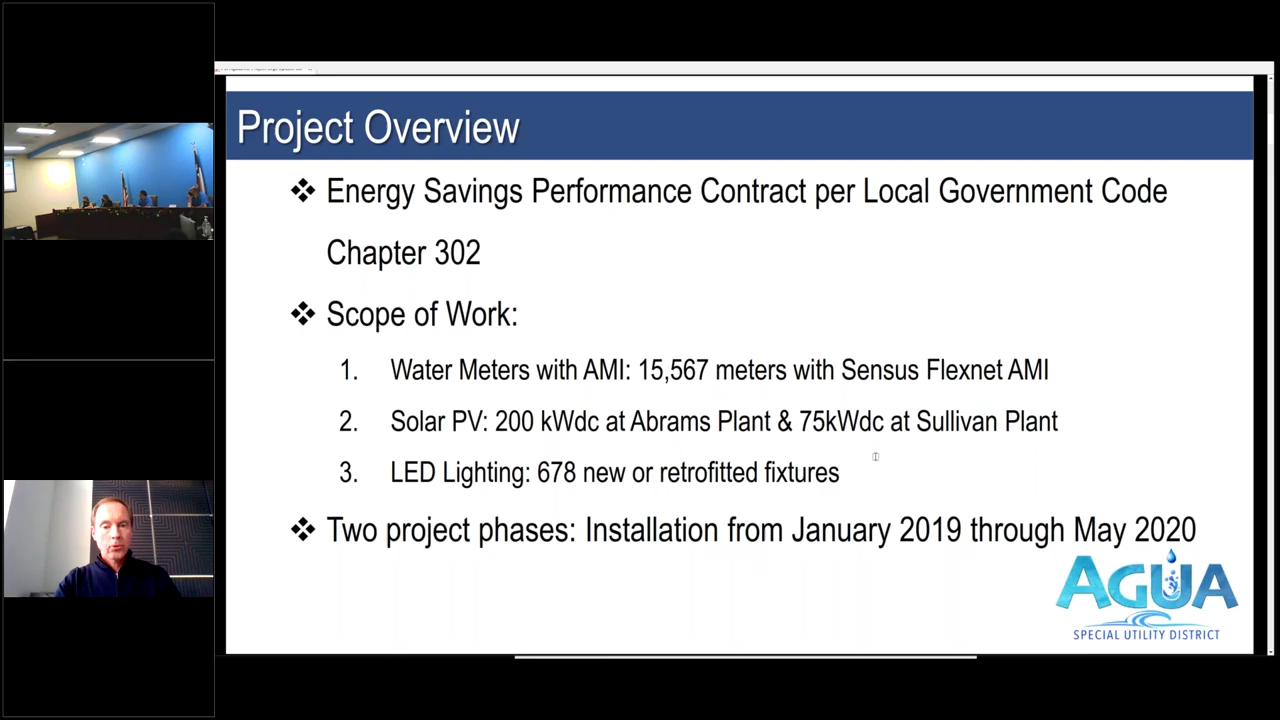 Project Overview
❖ Energy Savings Performance Contract per Local Government Code
Chapter 302
❖ Scope of Work:
1. Water Meters with AMI: 15,567 meters with Sensus Flexnet AMI
2. Solar PV: 200 kWdc at Abrams Plant & 75kWdc at Sullivan Plant
3. LED Lighting: 678 new or retrofitted fixtures
❖ Two project phases: Installation from January 2019 through May 2020
AGUA
SPECIAL UTILITY DISTRICT